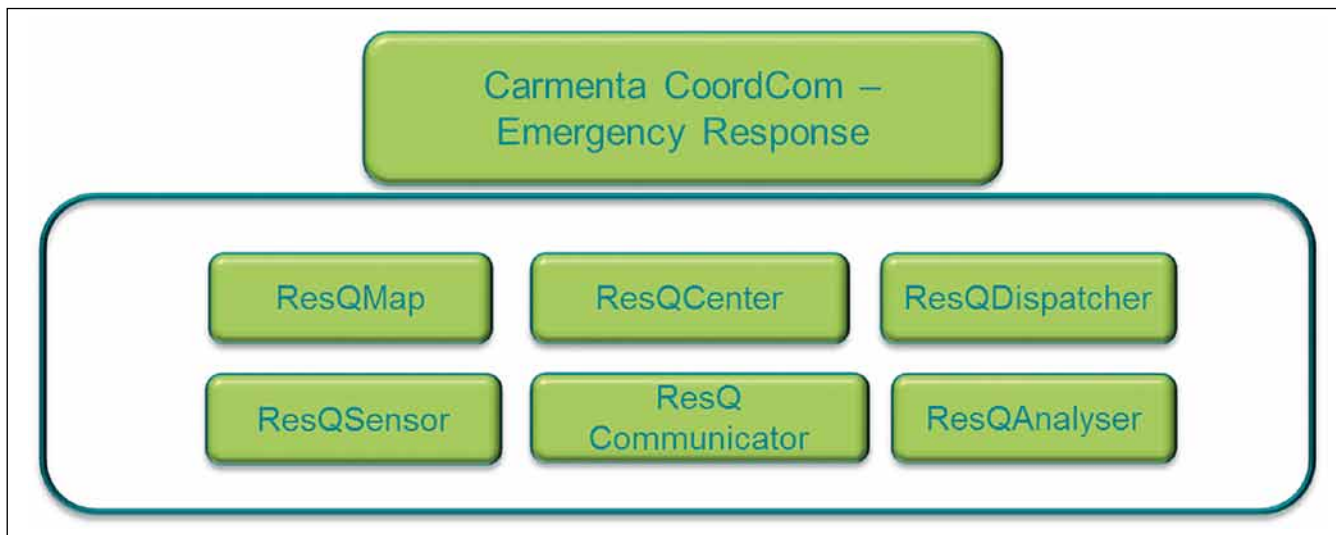 Carmenta CoordCom –
Emergency Response
ResQMap
ResQCenter
ResQDispatcher
ResQSensor
ResQ
Communicator
ResQAnalyser